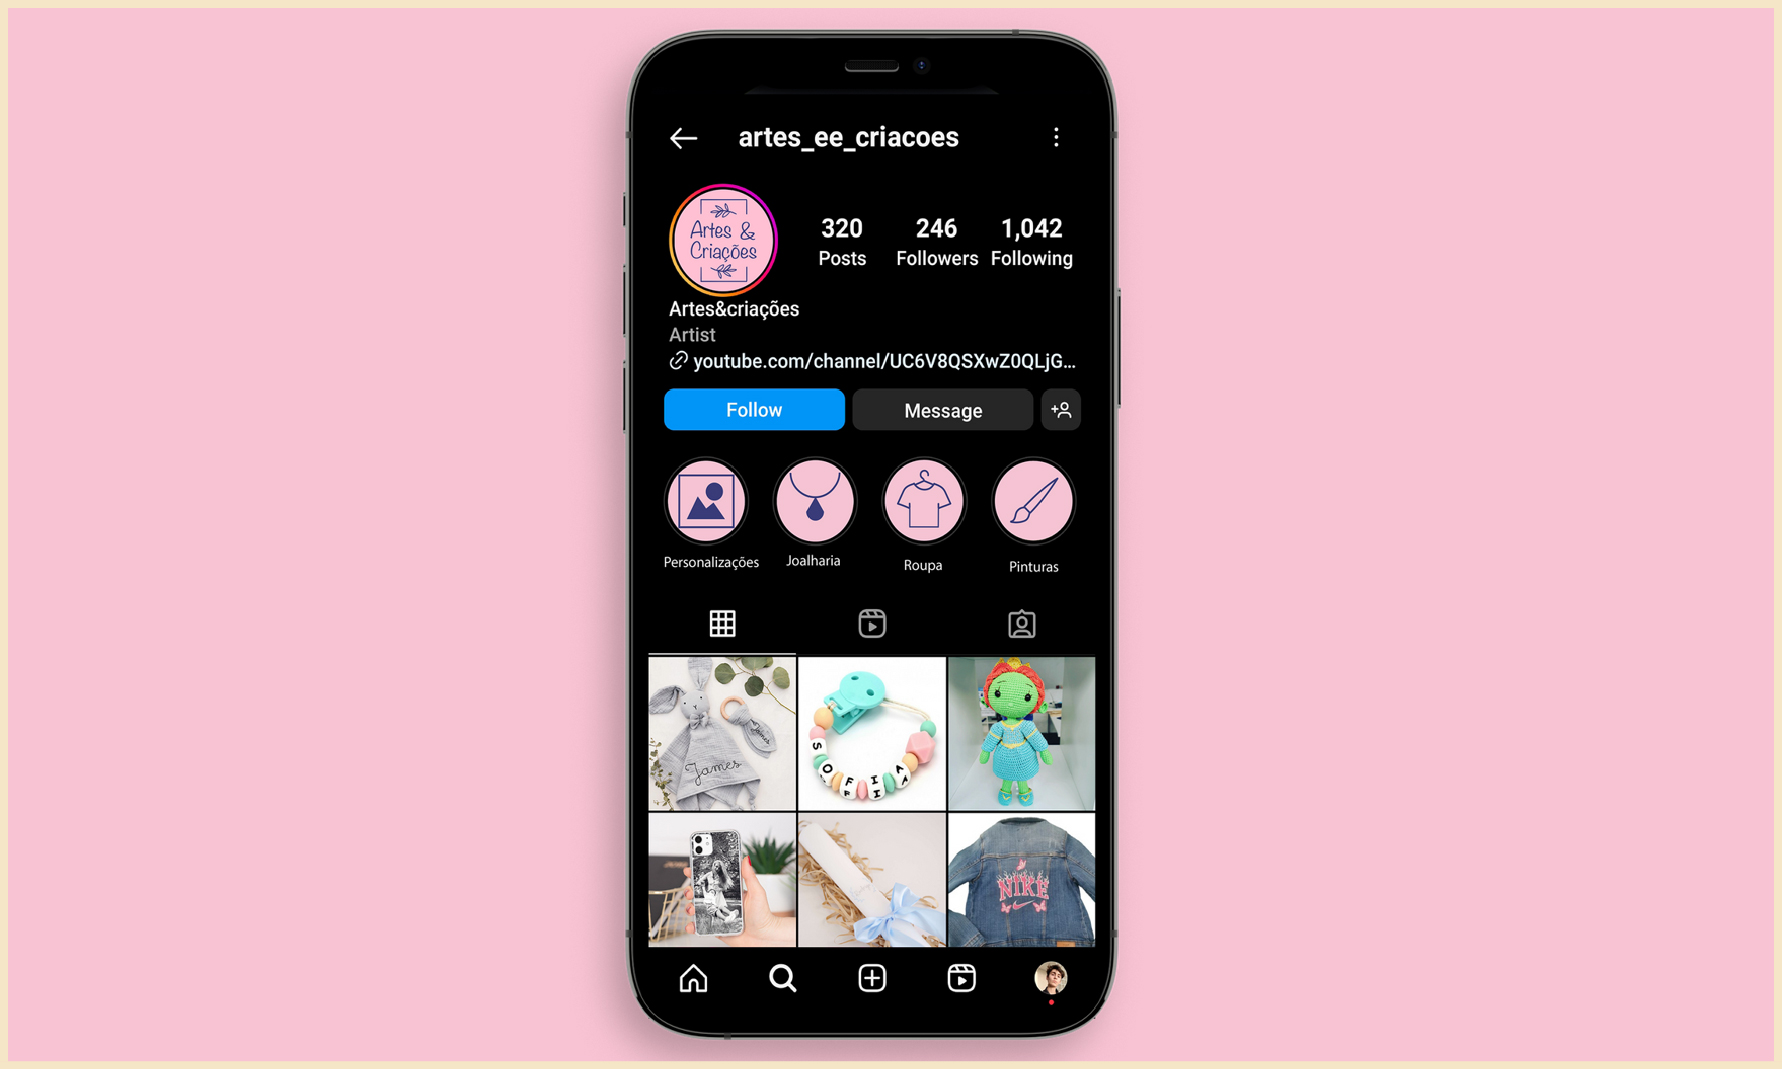 artes_ee_criacoes
Artes &
Criações
320
Posts
246
Followers
1,042
Following
Artes&criações
Artist
youtube.com/channel/UC6V8QSXwZ0QLjG...
Follow
Message
Personalizações
Joalharia
Roupa
Pinturas
James
James
NIKE